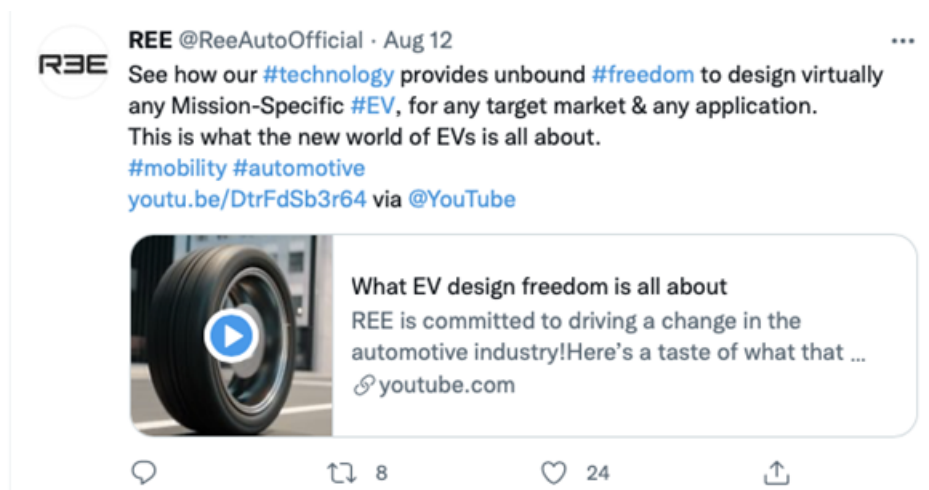 REE @ReeAutoOfficial · Aug 12
REE
See how our #technology provides unbound #freedom to design virtually
any Mission-Specific #EV, for any target market & any application.
This is what the new world of EVs is all about.
#mobility #automotive
youtu.be/DtrFdSb3r64 via @YouTube
What EV design freedom is all about
REE is committed to driving a change in the
automotive industry!Here's a taste of what that ...
youtube.com
8 24